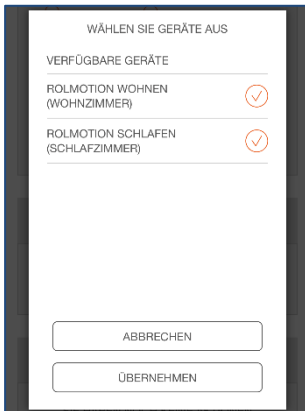 WÄHLEN SIE GERÄTE AUS
VERFÜGBARE GERÄTE
ROLMOTION WOHNEN
(WOHNZIMMER)
ROLMOTION SCHLAFEN
(SCHLAFZIMMER)
ABBRECHEN
ÜBERNEHMEN